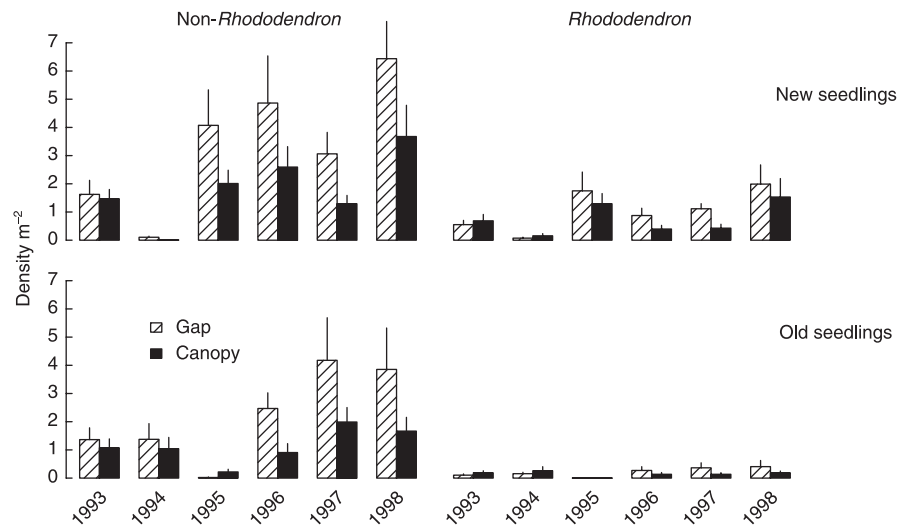 Non-Rhododendron Rhododendron
7
6
5
4
3
2
1
0
New seedlings
Density m⁻²
7
6
5
4
3
2
1
0
Gap
Canopy
Old seedlings
1993 1994 1995 1996 1997 1998 1993 1994 1995 1996 1997 1998